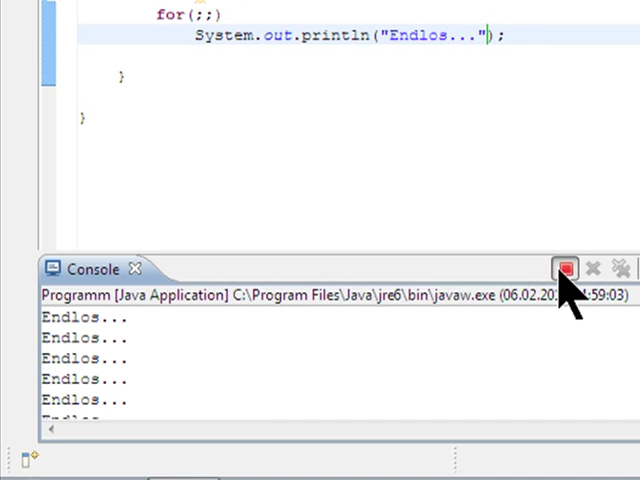 for(;;)
System.out.println("Endlos...");
}
}
Console
Programm [Java Application] C:\Program Files\Java\jre6\bin\javaw.exe (06.02.20 :59:03)
Endlos...
Endlos...
Endlos...
Endlos...
Endlos...
Endlos